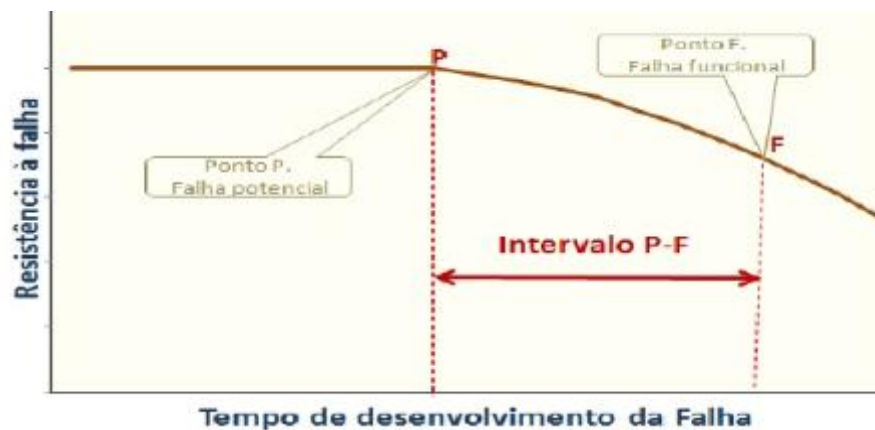 P
Ponto F.
Falha funcional
Ponto P.
Falha potencial
F
Intervalo P-F
Resistência à falha
Tempo de desenvolvimento da Falha